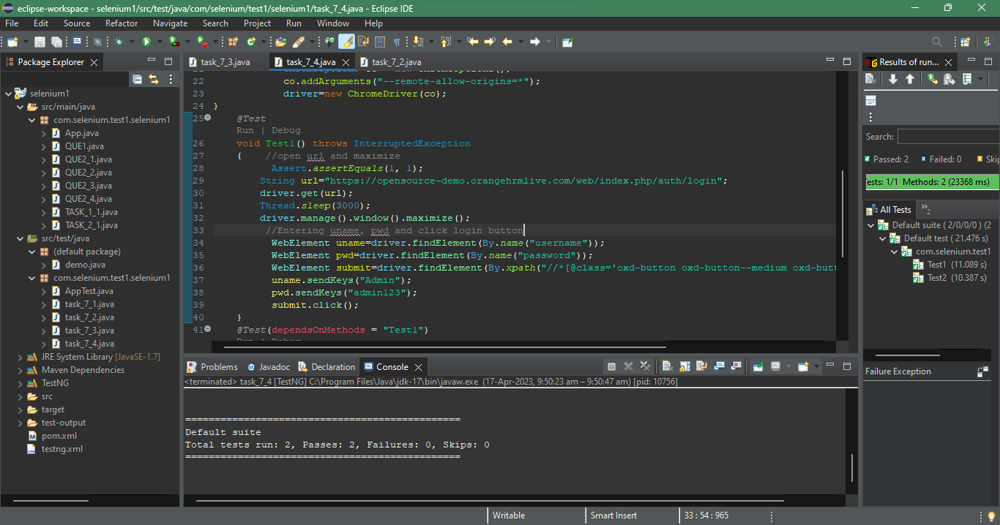 eclipse-workspace - selenium1/src/test/java/com/selenium/test1/selenium1/task_7_4.java - Eclipse IDE
File Edit Source Refactor Navigate Search Project Run Window Help
Package Explorer
selenium1
src/main/java
com.selenium.test1.selenium1
App.java
QUE1.java
QUE2_1.java
QUE2_2.java
QUE2_3.java
QUE2_4.java
TASK_1_1.java
TASK_2_1.java
src/test/java
(default package)
demo.java
com.selenium.test1.selenium1
AppTest.java
task_7_1.java
task_7_2.java
task_7_3.java
task_7_4.java
JRE System Library [JavaSE-1.7]
Maven Dependencies
TestNG
src
target
test-output
pom.xml
testng.xml
task_7_3.java task_7_4.java task_7_2.java
22 co.addArguments("--remote-allow-origins=*");
23 driver=new ChromeDriver(co);
24 }
25 @Test
Run | Debug
26 void Test1() throws InterruptedException
27 { //open url and maximize
28 Assert.assertEquals(1, 1);
29 String url="https://opensource-demo.orangehrmlive.com/web/index.php/auth/login";
30 driver.get(url);
31 Thread.sleep(3000);
32 driver.manage().window().maximize();
33 //Entering uname, pwd and click login button
34 WebElement uname=driver.findElement(By.name("username"));
35 WebElement pwd=driver.findElement(By.name("password"));
36 WebElement submit=driver.findElement(By.xpath("//*[@class='oxd-button oxd-button--medium oxd-butt
37 uname.sendKeys("Admin");
38 pwd.sendKeys("admin123");
39 submit.click();
40 }
41 @Test(dependsOnMethods = "Test1")
Problems Javadoc Declaration Console
<terminated> task_7_4 [TestNG] C:\Program Files\Java\jdk-17\bin\javaw.exe (17-Apr-2023, 9:50:23 am – 9:50:47 am) [pid: 10756]
===============================================
Default suite
Total tests run: 2, Passes: 2, Failures: 0, Skips: 0
===============================================
Results of run...
Search:
Passed: 2 Failed: 0 Skip
ests: 1/1 Methods: 2 (23368 ms)
All Tests »2
Default suite ( 2/0/0/0 ) (2
Default test ( 21.476 s)
com.selenium.test1
Test1 (11.089 s)
Test2 (10.387 s)
Failure Exception
Writable Smart Insert 33 : 54 : 965